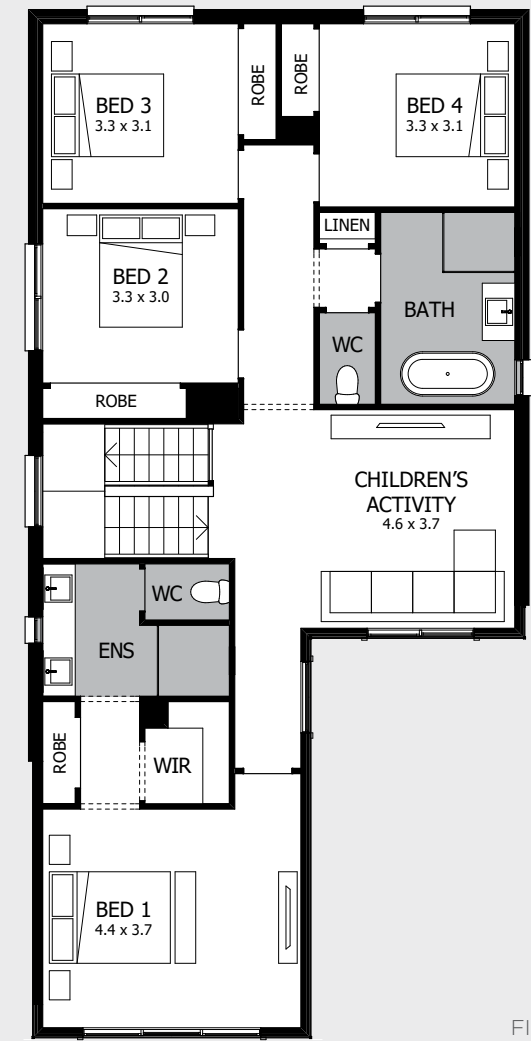 ROBE
ROBE
BED 3
3.3 x 3.1
BED 4
3.3 x 3.1
LINEN
BED 2
3.3 x 3.0
BATH
WC
ROBE
CHILDREN'S
ACTIVITY
4.6 x 3.7
WC
ENS
ROBE
WIR
BED 1
4.4 x 3.7
FI